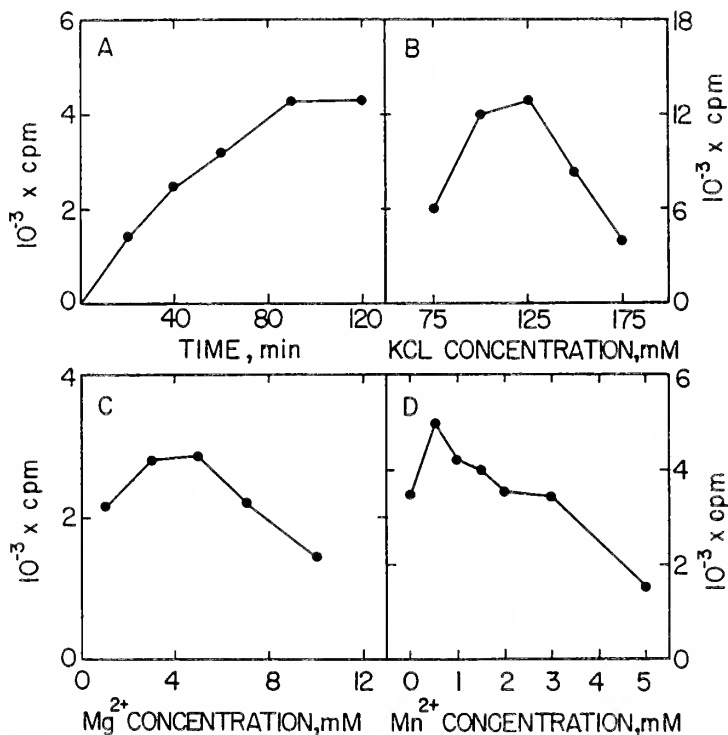 A
B
6
4
2
0
10⁻³ x cpm
18
12
6
0
10⁻³ x cpm
40 80 120
TIME, min
75 125 175
KCL CONCENTRATION,mM
C
D
4
2
0
10⁻³ x cpm
6
4
2
0
10⁻³ x cpm
0 4 8 12
Mg²⁺ CONCENTRATION,mM
0 1 2 3 4 5
Mn²⁺ CONCENTRATION,mM